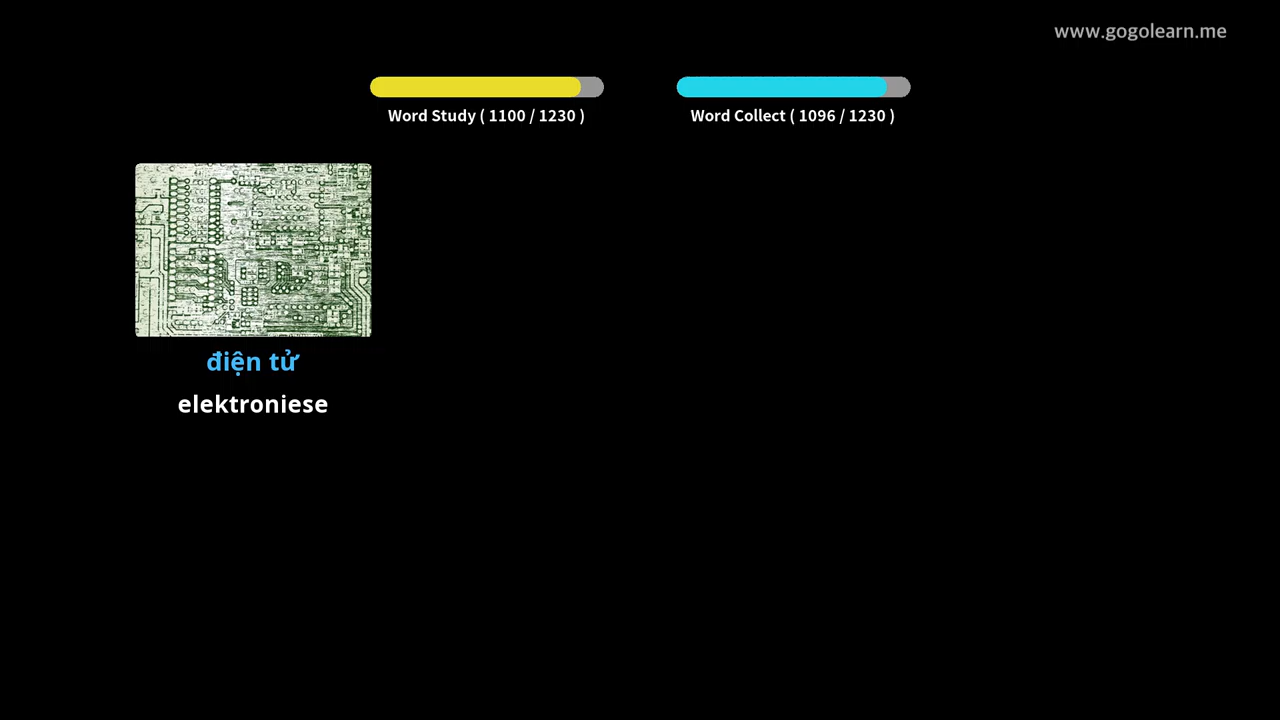 www.gogolearn.me
Word Study ( 1100 / 1230 )
Word Collect ( 1096 / 1230 )
điện tử
elektroniese